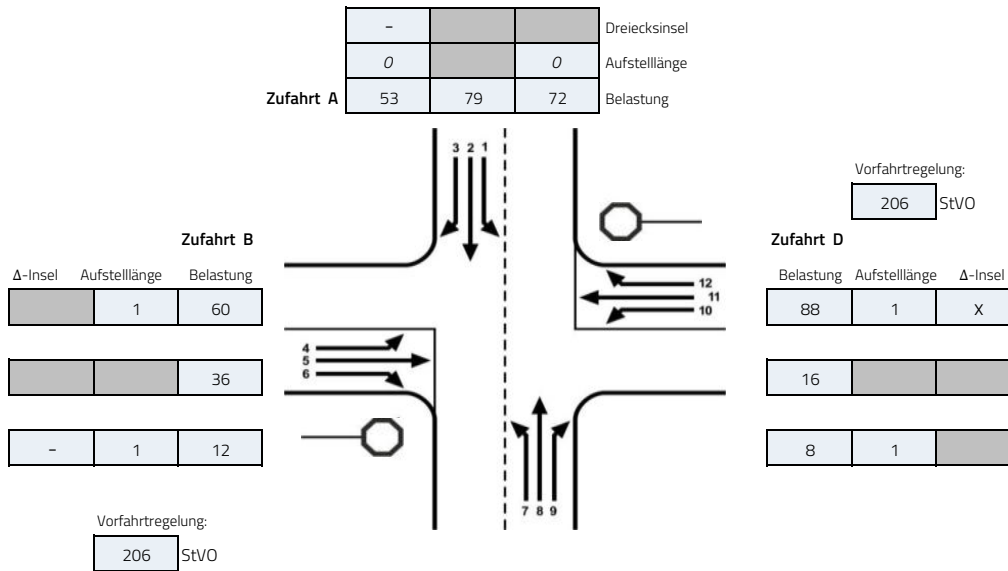 - Dreiecksinsel
0 0 Aufstelllänge
Zufahrt A 53 79 72 Belastung
3 2 1
Vorfahrtregelung:
206 StVO
Zufahrt B
Δ-Insel Aufstelllänge Belastung
1 60
36
- 1 12
4
5
6
Zufahrt D
Belastung Aufstelllänge Δ-Insel
88 1 X
16
8 1
12
11
10
7 8 9
Vorfahrtregelung:
206 StVO